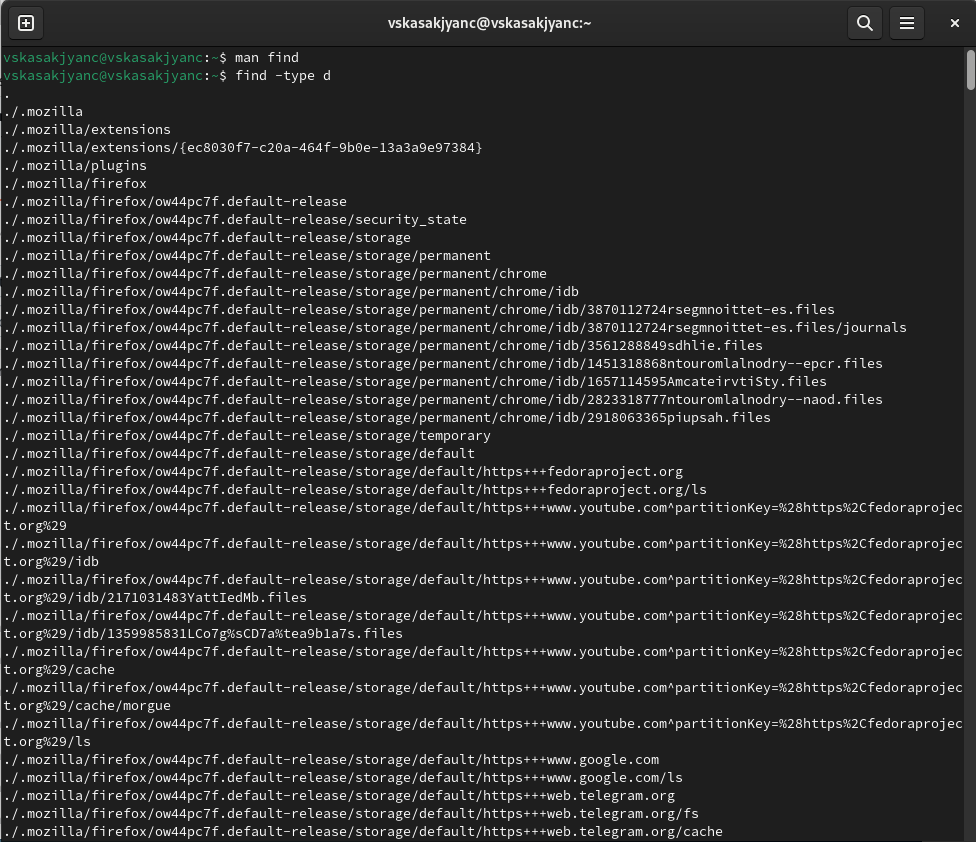 vskasakjyanc@vskasakjyanc:~
vskasakjyanc@vskasakjyanc:~$ man find
vskasakjyanc@vskasakjyanc:~$ find -type d
.
./.mozilla
./.mozilla/extensions
./.mozilla/extensions/{ec8030f7-c20a-464f-9b0e-13a3a9e97384}
./.mozilla/plugins
./.mozilla/firefox
./.mozilla/firefox/ow44pc7f.default-release
./.mozilla/firefox/ow44pc7f.default-release/security_state
./.mozilla/firefox/ow44pc7f.default-release/storage
./.mozilla/firefox/ow44pc7f.default-release/storage/permanent
./.mozilla/firefox/ow44pc7f.default-release/storage/permanent/chrome
./.mozilla/firefox/ow44pc7f.default-release/storage/permanent/chrome/idb
./.mozilla/firefox/ow44pc7f.default-release/storage/permanent/chrome/idb/3870112724rsegmnoittet-es.files
./.mozilla/firefox/ow44pc7f.default-release/storage/permanent/chrome/idb/3870112724rsegmnoittet-es.files/journals
./.mozilla/firefox/ow44pc7f.default-release/storage/permanent/chrome/idb/3561288849sdhlie.files
./.mozilla/firefox/ow44pc7f.default-release/storage/permanent/chrome/idb/1451318868ntouromlalnodry--epcr.files
./.mozilla/firefox/ow44pc7f.default-release/storage/permanent/chrome/idb/1657114595AmcateirvtiSty.files
./.mozilla/firefox/ow44pc7f.default-release/storage/permanent/chrome/idb/2823318777ntouromlalnodry--naod.files
./.mozilla/firefox/ow44pc7f.default-release/storage/permanent/chrome/idb/2918063365piupsah.files
./.mozilla/firefox/ow44pc7f.default-release/storage/temporary
./.mozilla/firefox/ow44pc7f.default-release/storage/default
./.mozilla/firefox/ow44pc7f.default-release/storage/default/https+++fedoraproject.org
./.mozilla/firefox/ow44pc7f.default-release/storage/default/https+++fedoraproject.org/ls
./.mozilla/firefox/ow44pc7f.default-release/storage/default/https+++www.youtube.com^partitionKey=%28https%2Cfedoraprojec
t.org%29
./.mozilla/firefox/ow44pc7f.default-release/storage/default/https+++www.youtube.com^partitionKey=%28https%2Cfedoraprojec
t.org%29/idb
./.mozilla/firefox/ow44pc7f.default-release/storage/default/https+++www.youtube.com^partitionKey=%28https%2Cfedoraprojec
t.org%29/idb/2171031483YattIedMb.files
./.mozilla/firefox/ow44pc7f.default-release/storage/default/https+++www.youtube.com^partitionKey=%28https%2Cfedoraprojec
t.org%29/idb/1359985831LCo7g%sCD7a%tea9b1a7s.files
./.mozilla/firefox/ow44pc7f.default-release/storage/default/https+++www.youtube.com^partitionKey=%28https%2Cfedoraprojec
t.org%29/cache
./.mozilla/firefox/ow44pc7f.default-release/storage/default/https+++www.youtube.com^partitionKey=%28https%2Cfedoraprojec
t.org%29/cache/morgue
./.mozilla/firefox/ow44pc7f.default-release/storage/default/https+++www.youtube.com^partitionKey=%28https%2Cfedoraprojec
t.org%29/ls
./.mozilla/firefox/ow44pc7f.default-release/storage/default/https+++www.google.com
./.mozilla/firefox/ow44pc7f.default-release/storage/default/https+++www.google.com/ls
./.mozilla/firefox/ow44pc7f.default-release/storage/default/https+++web.telegram.org
./.mozilla/firefox/ow44pc7f.default-release/storage/default/https+++web.telegram.org/fs
./.mozilla/firefox/ow44pc7f.default-release/storage/default/https+++web.telegram.org/cache